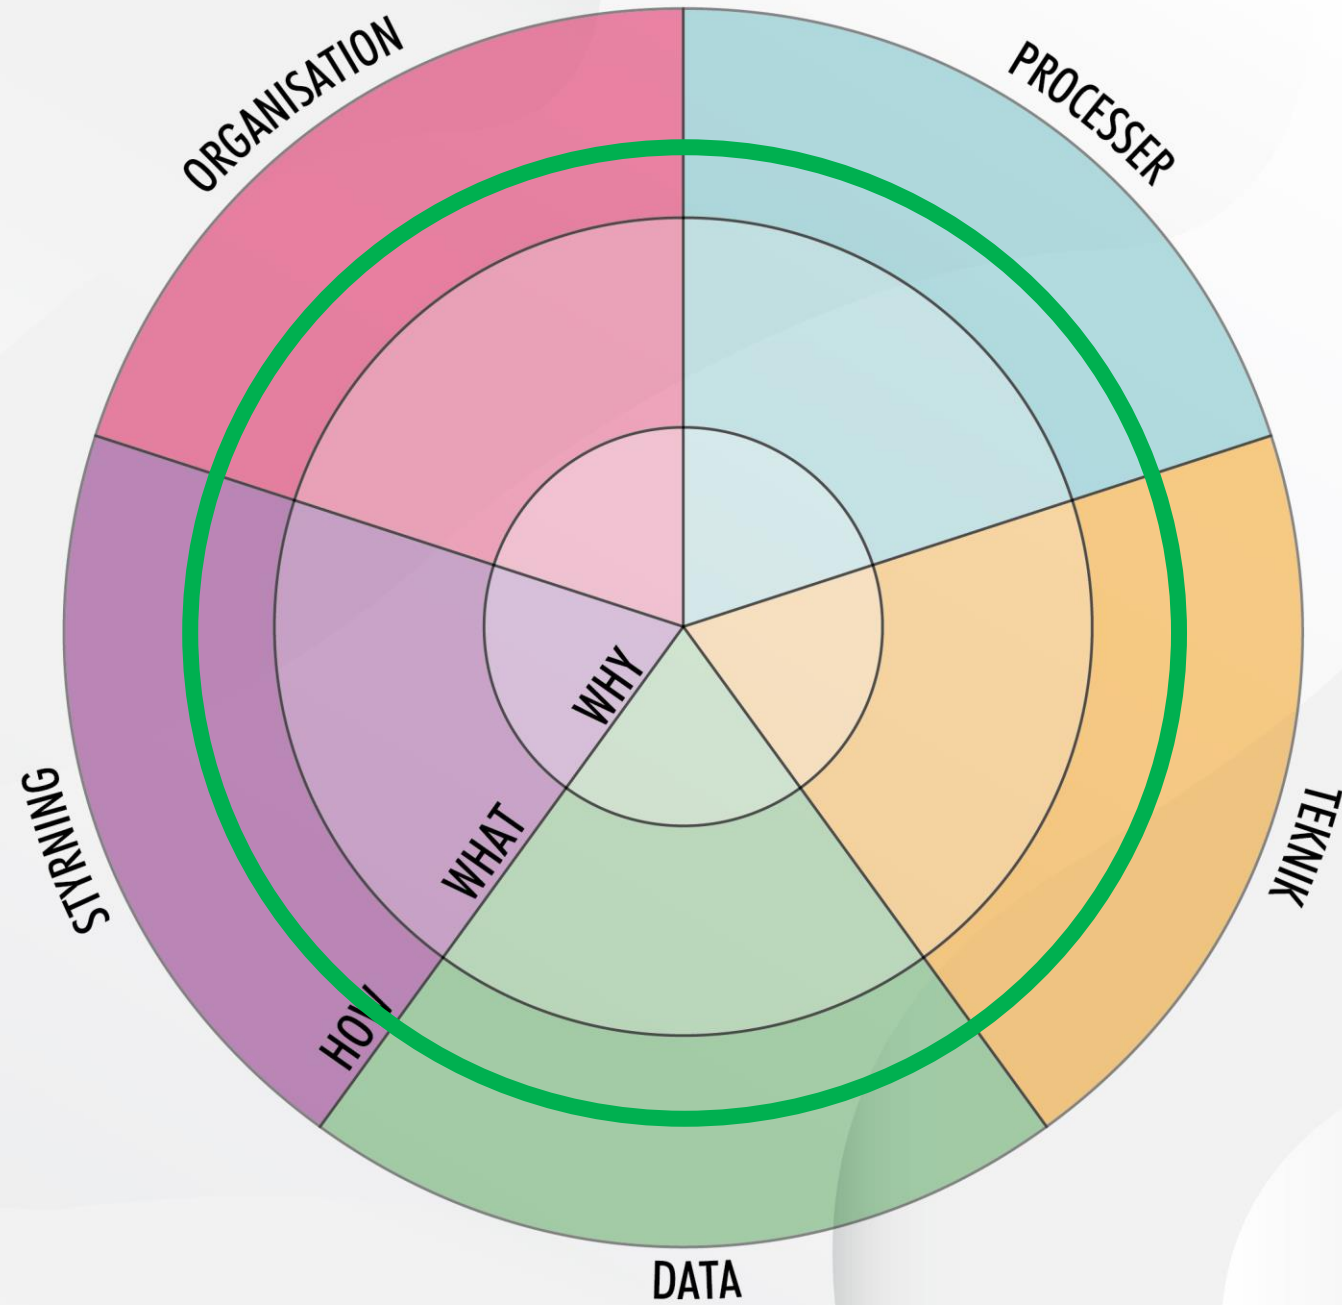 ORGANISATION
PROCESSER
WHY
WHAT
HOW
STYRNING
TEKNIK
DATA